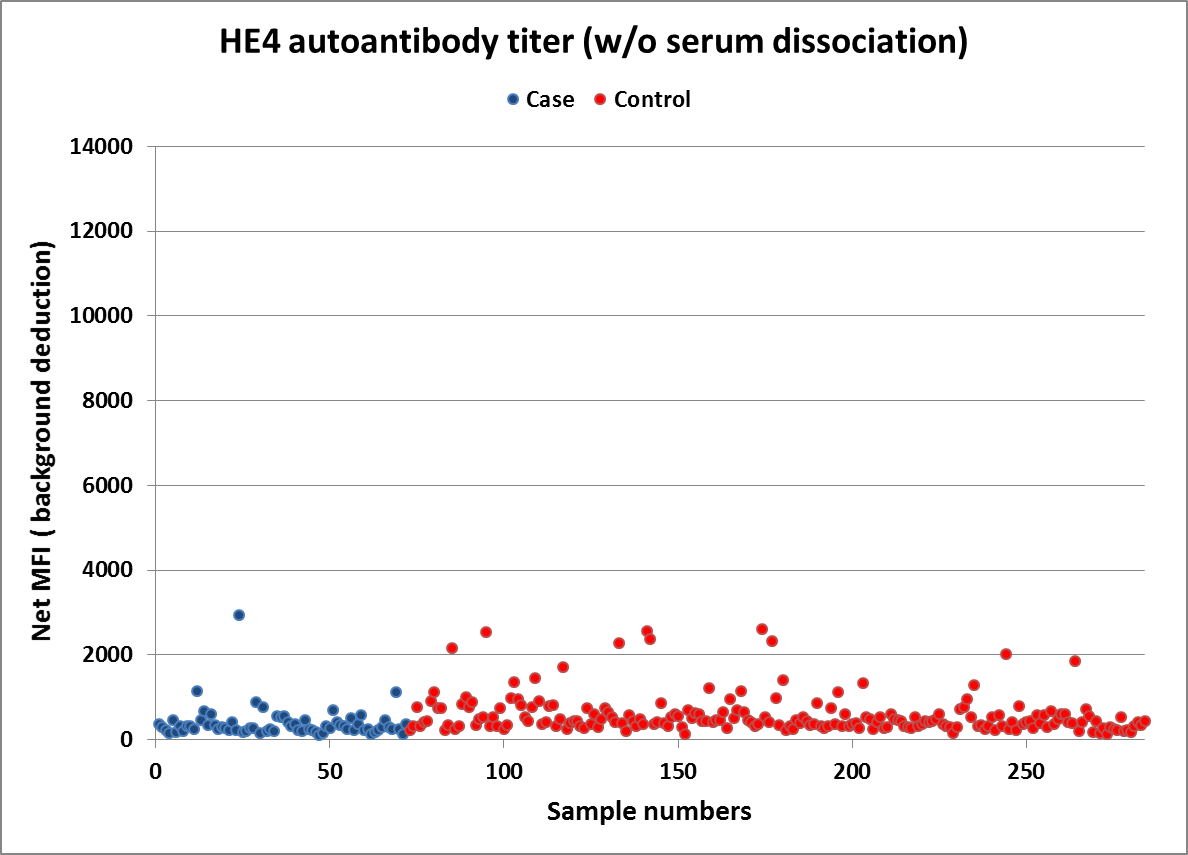 HE4 autoantibody titer (w/o serum dissociation)
Case Control
14000
12000
10000
8000
6000
4000
2000
0
Net MFI ( background deduction)
0 50 100 150 200 250
Sample numbers